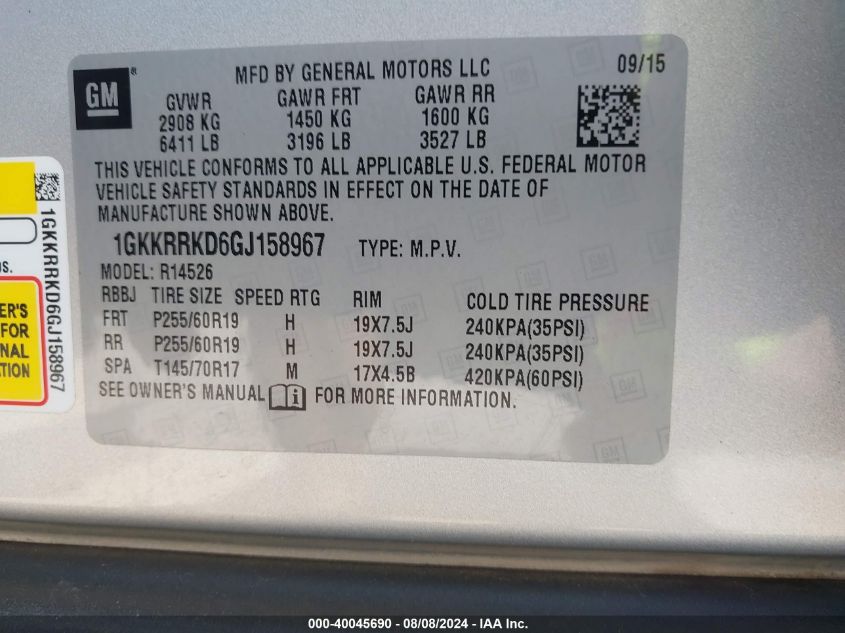 GM ®
MFD BY GENERAL MOTORS LLC
09/15
GVWR GAWR FRT GAWR RR
2908 KG 1450 KG 1600 KG
6411 LB 3196 LB 3527 LB
THIS VEHICLE CONFORMS TO ALL APPLICABLE U.S. FEDERAL MOTOR
VEHICLE SAFETY STANDARDS IN EFFECT ON THE DATE OF
MANUFACTURE SHOWN ABOVE.
1GKKRRKD6GJ158967 TYPE: M.P.V.
MODEL: R14526
RBBJ TIRE SIZE SPEED RTG RIM COLD TIRE PRESSURE
FRT P255/60R19 H 19X7.5J 240KPA(35PSI)
RR P255/60R19 H 19X7.5J 240KPA(35PSI)
SPA T145/70R17 M 17X4.5B 420KPA(60PSI)
SEE OWNER'S MANUAL i FOR MORE INFORMATION.
1GKKRRKD6GJ158967
FOR
000-40045690 - 08/08/2024 - IAA Inc.